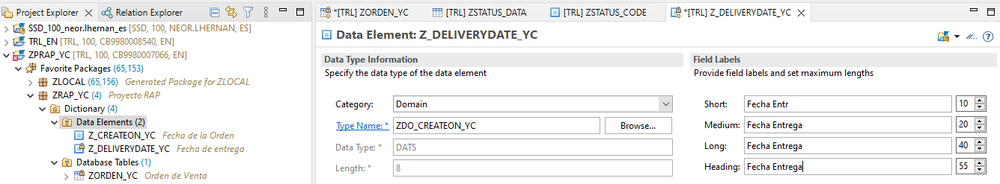 Project Explorer
Relation Explorer
SSD_100_neor.lhernan_es [SSD, 100, NEOR.LHERNAN, ES]
TRL_EN [TRL, 100, CB9980008540, EN]
ZPRAP_YC [TRL, 100, CB9980007066, EN]
Favorite Packages (65,153)
ZLOCAL (65,156) Generated Package for ZLOCAL
ZRAP_YC (4) Proyecto RAP
Dictionary (4)
Data Elements (2)
Z_CREATEON_YC Fecha de la Orden
Z_DELIVERYDATE_YC Fecha de entrega
Database Tables (1)
ZORDEN_YC Orden de Venta
*[TRL] ZORDEN_YC
[TRL] ZSTATUS_DATA
[TRL] ZSTATUS_CODE
*[TRL] Z_DELIVERYDATE_YC
Data Element: Z_DELIVERYDATE_YC
Data Type Information
Specify the data type of the data element
Category: Domain
Type Name: * ZDO_CREATEON_YC Browse...
Data Type: * DATS
Length: * 8
Field Labels
Provide field labels and set maximum lengths
Short: Fecha Entr 10
Medium: Fecha Entrega 20
Long: Fecha Entrega 40
Heading: Fecha Entrega 55